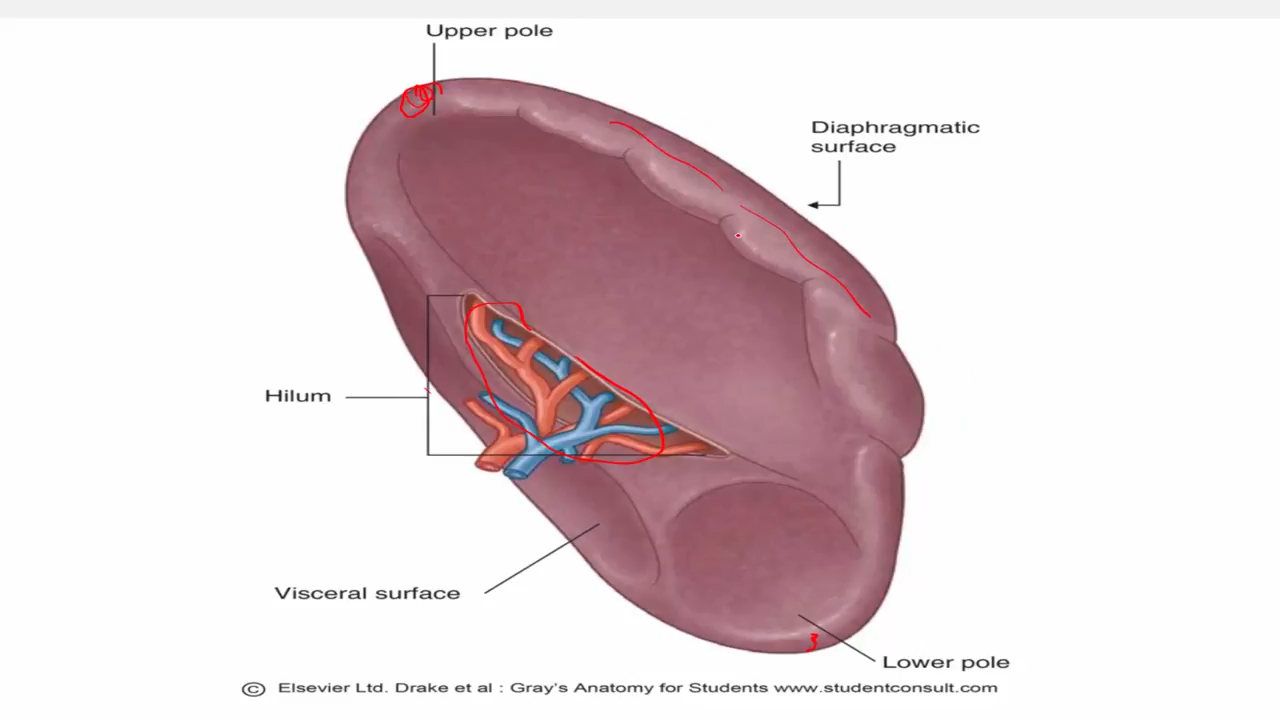 Upper pole
Diaphragmatic
surface
Hilum
Visceral surface
Lower pole
© Elsevier Ltd. Drake et al : Gray's Anatomy for Students www.studentconsult.com